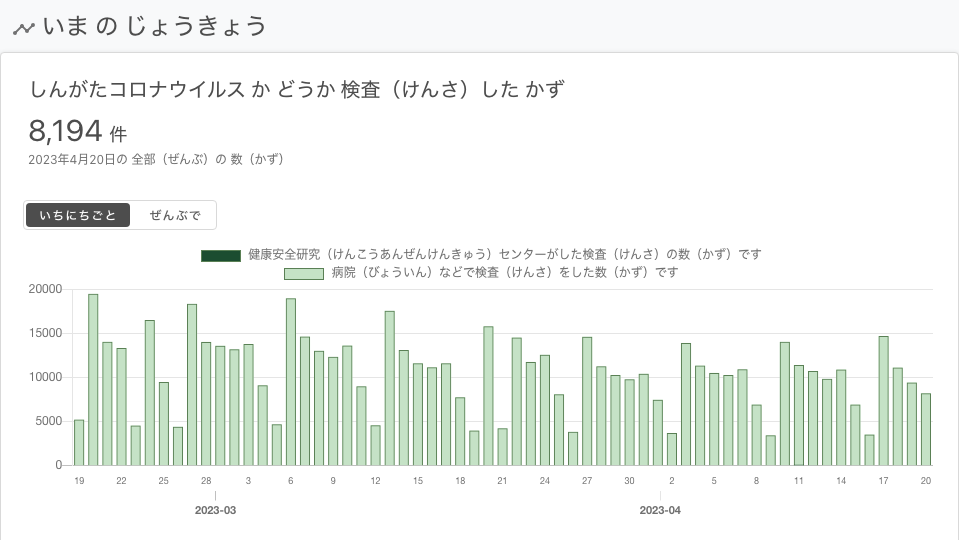 いま の じょうきょう
しんがたコロナウイルス か どうか 検査（けんさ）した かず
8,194 件
2023年4月20日の 全部（ぜんぶ）の 数（かず）
いちにちごと ぜんぶで
健康安全研究（けんこうあんぜんけんきゅう）センターがした検査（けんさ）の数（かず）です
病院（びょういん）などで検査（けんさ）をした数（かず）です
20000
15000
10000
5000
0
19 22 25 28 3 6 9 12 15 18 21 24 27 30 2 5 8 11 14 17 20
2023-03 2023-04